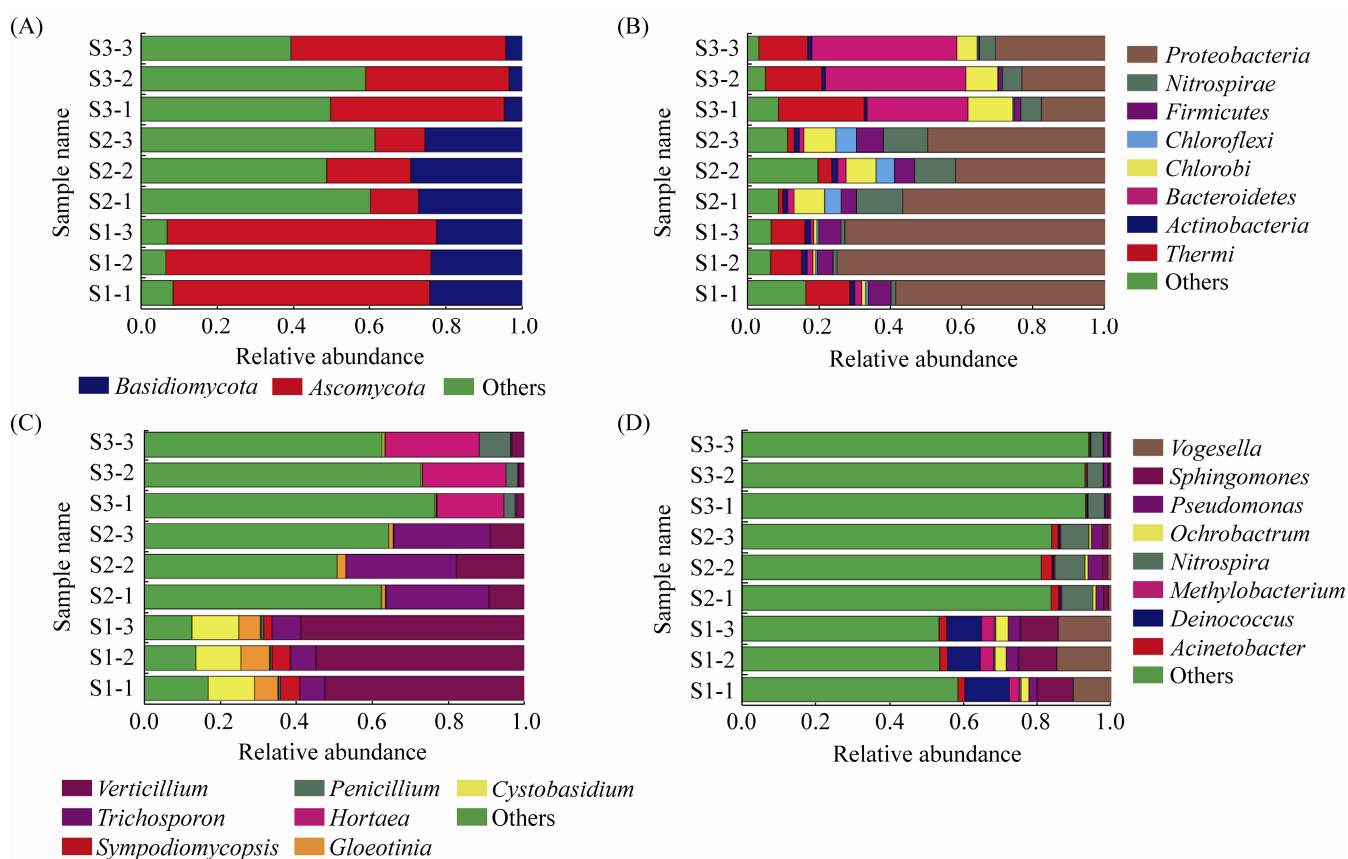 (A)
Sample name
S3-3
S3-2
S3-1
S2-3
S2-2
S2-1
S1-3
S1-2
S1-1
0.0 0.2 0.4 0.6 0.8 1.0
Relative abundance
Basidiomycota Ascomycota Others
(B)
Sample name
S3-3
S3-2
S3-1
S2-3
S2-2
S2-1
S1-3
S1-2
S1-1
0.0 0.2 0.4 0.6 0.8 1.0
Relative abundance
Proteobacteria
Nitrospirae
Firmicutes
Chloroflexi
Chlorobi
Bacteroidetes
Actinobacteria
Thermi
Others
(C)
Sample name
S3-3
S3-2
S3-1
S2-3
S2-2
S2-1
S1-3
S1-2
S1-1
0.0 0.2 0.4 0.6 0.8 1.0
Relative abundance
Verticillium Penicillium Cystobasidium
Trichosporon Hortaea Others
Sympodiomycopsis Gloeotinia
(D)
Sample name
S3-3
S3-2
S3-1
S2-3
S2-2
S2-1
S1-3
S1-2
S1-1
0.0 0.2 0.4 0.6 0.8 1.0
Relative abundance
Vogesella
Sphingomones
Pseudomonas
Ochrobactrum
Nitrospira
Methylobacterium
Deinococcus
Acinetobacter
Others